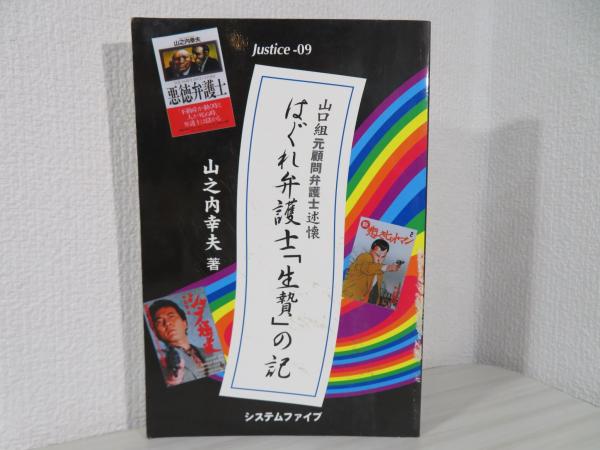 Justice -09
山口組元顧問弁護士述懐
はぐれ弁護士「生贄」の記
山之内幸夫 著
システムファイブ
山之内幸夫
悪徳弁護士